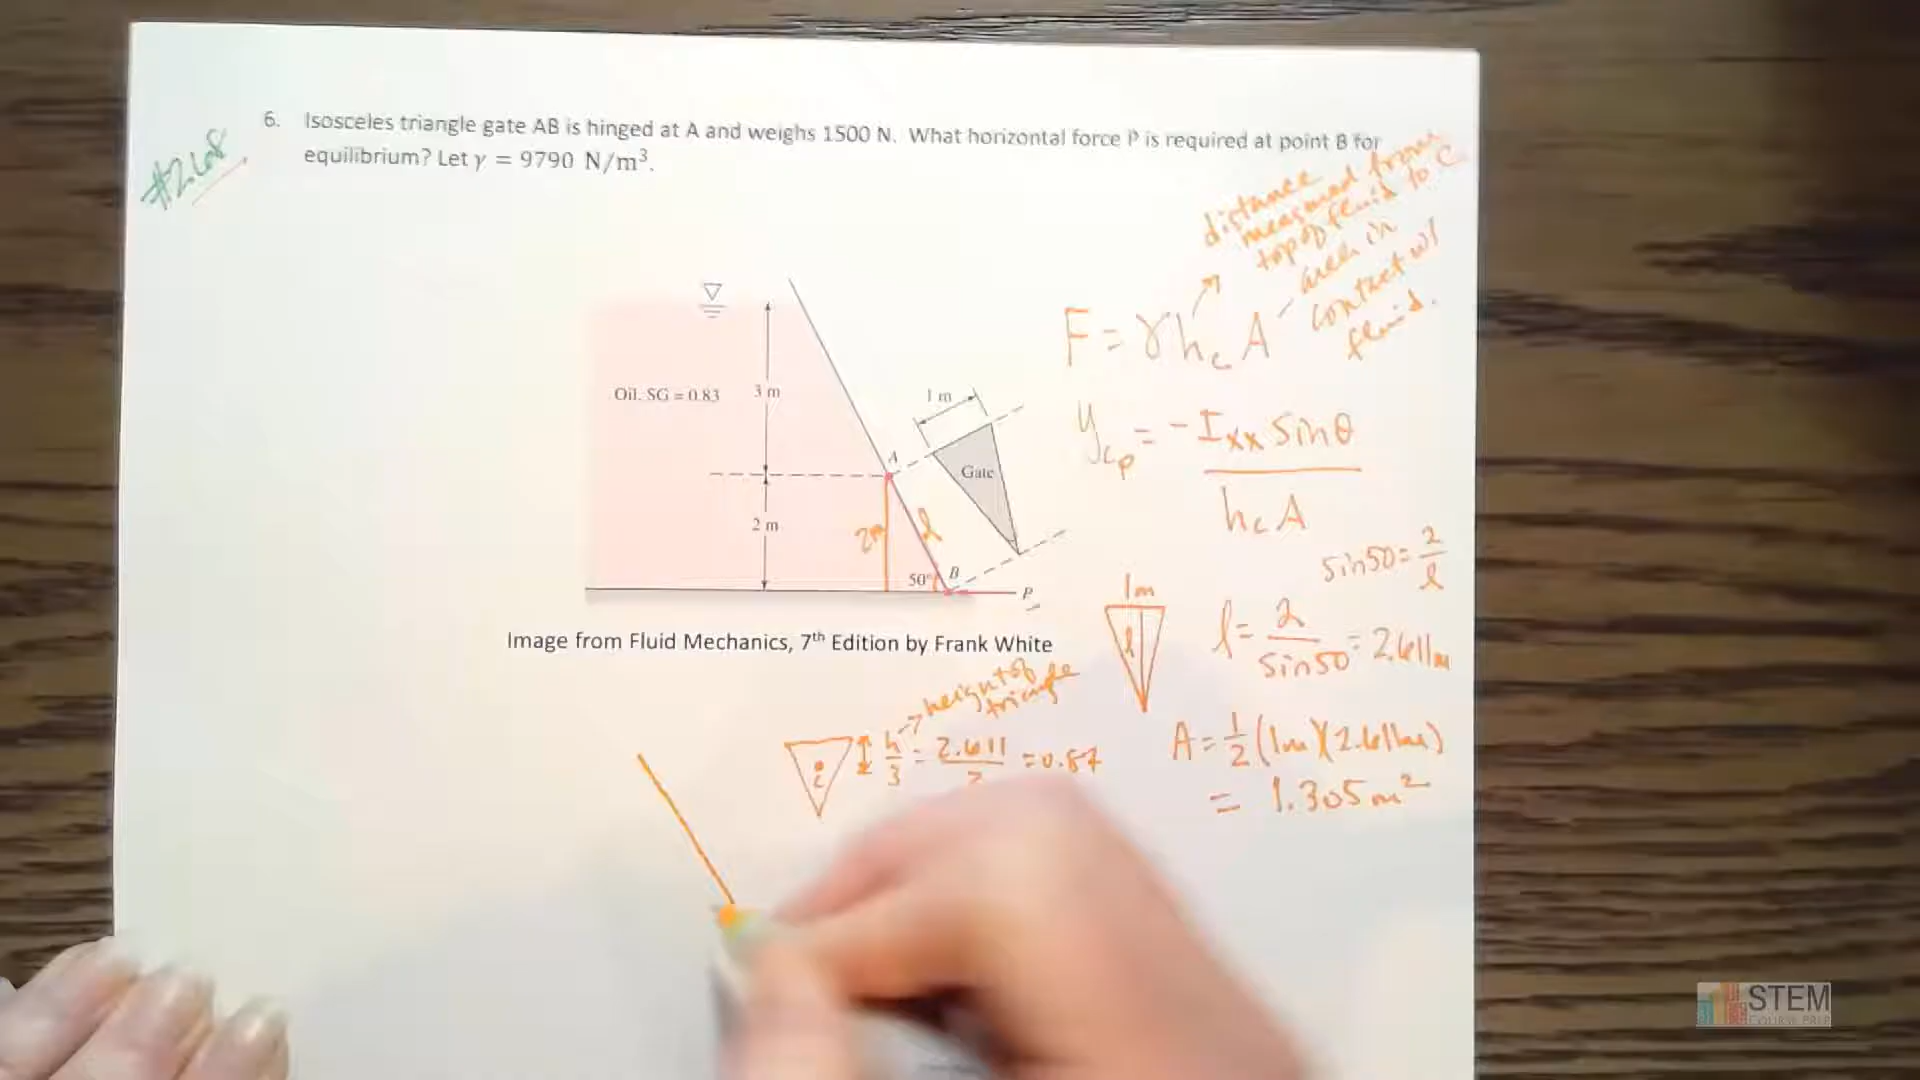 #2.68
6. Isosceles triangle gate AB is hinged at A and weighs 1500 N. What horizontal force P is required at point B for
equilibrium? Let γ = 9790 N/m³.
distance
measured from
top of fluid to C
area in
contact w/
fluid.
F = γ h_c A
3 m
Oil, SG = 0.83
1 m
A
Gate
y_cp = -I_xx sinθ
h_c A
2 m
2m
l
50°
B
P
sin50 = 2/l
1m
l
l = 2/sin50 = 2.611m
Image from Fluid Mechanics, 7th Edition by Frank White
height of
triangle
c
h/3 = 2.611/3 = 0.87
A = 1/2 (1m)(2.611m)
= 1.305m²
STEM
COURSE PREP